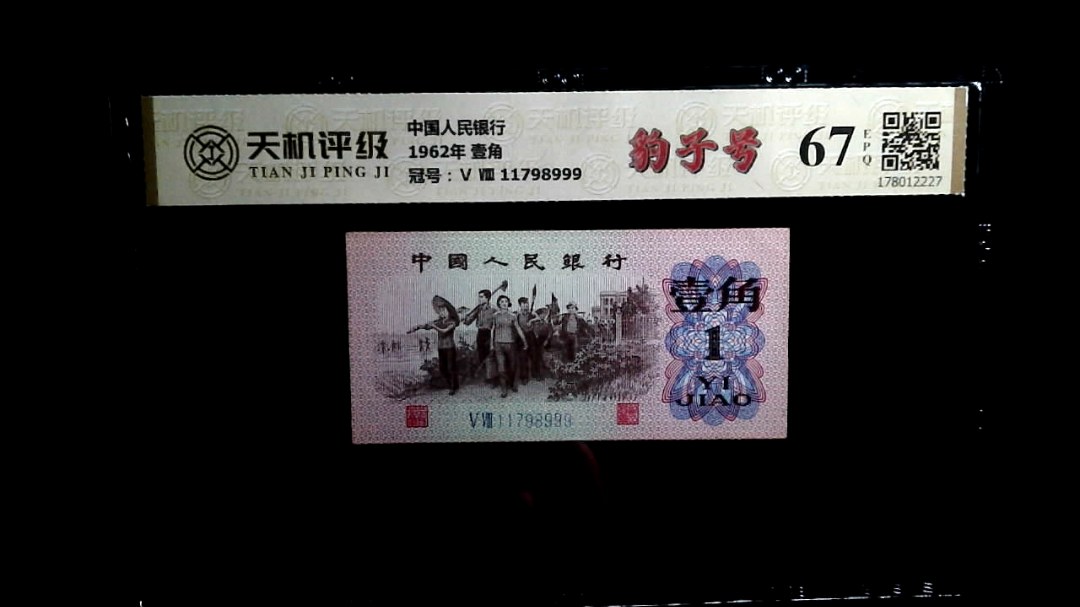 天机评级
TIAN JI PING JI
中国人民银行
1962年 壹角
冠号：Ⅴ Ⅷ 11798999
豹子号
67
EPQ
178012227
中國人民銀行
壹角
1
YI
JIAO
Ⅴ Ⅷ 11798999